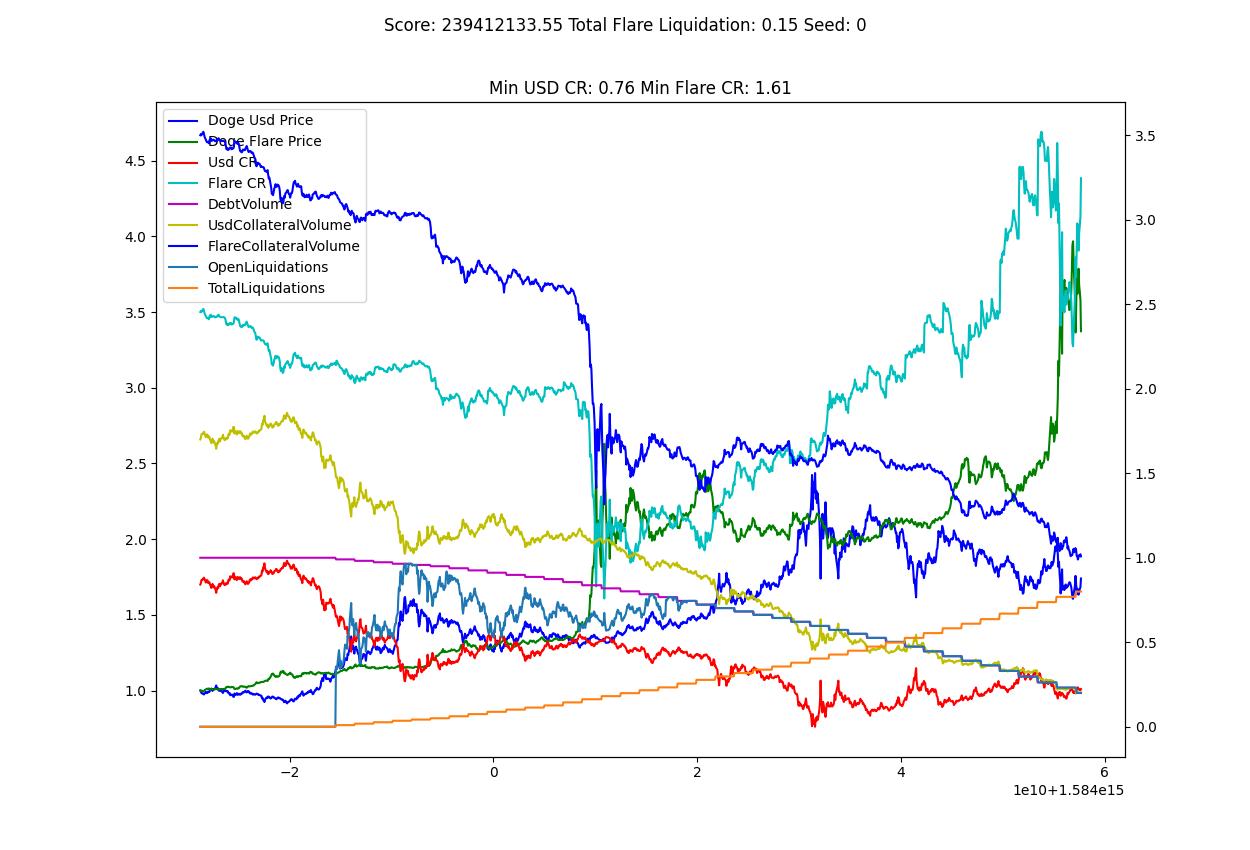 Score: 239412133.55 Total Flare Liquidation: 0.15 Seed: 0
Min USD CR: 0.76 Min Flare CR: 1.61
Doge Usd Price
Doge Flare Price
Usd CR
Flare CR
DebtVolume
UsdCollateralVolume
FlareCollateralVolume
OpenLiquidations
TotalLiquidations
4.5
4.0
3.5
3.0
2.5
2.0
1.5
1.0
3.5
3.0
2.5
2.0
1.5
1.0
0.5
0.0
−2
0
2
4
6
1e10+1.584e15